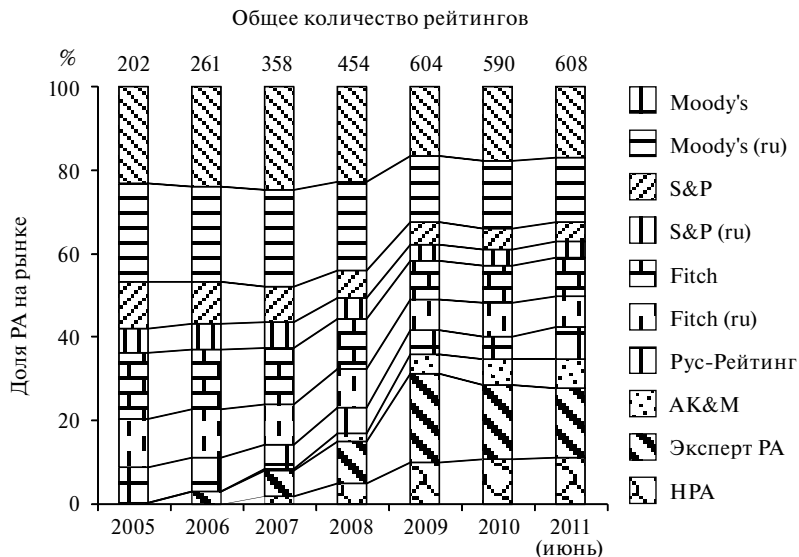 Общее количество рейтингов
%
202 261 358 454 604 590 608
100
80
60
40
20
0
Доля РА на рынке
2005 2006 2007 2008 2009 2010 2011
(июнь)
Moody's
Moody's (ru)
S&P
S&P (ru)
Fitch
Fitch (ru)
Рус-Рейтинг
AK&M
Эксперт РА
НРА